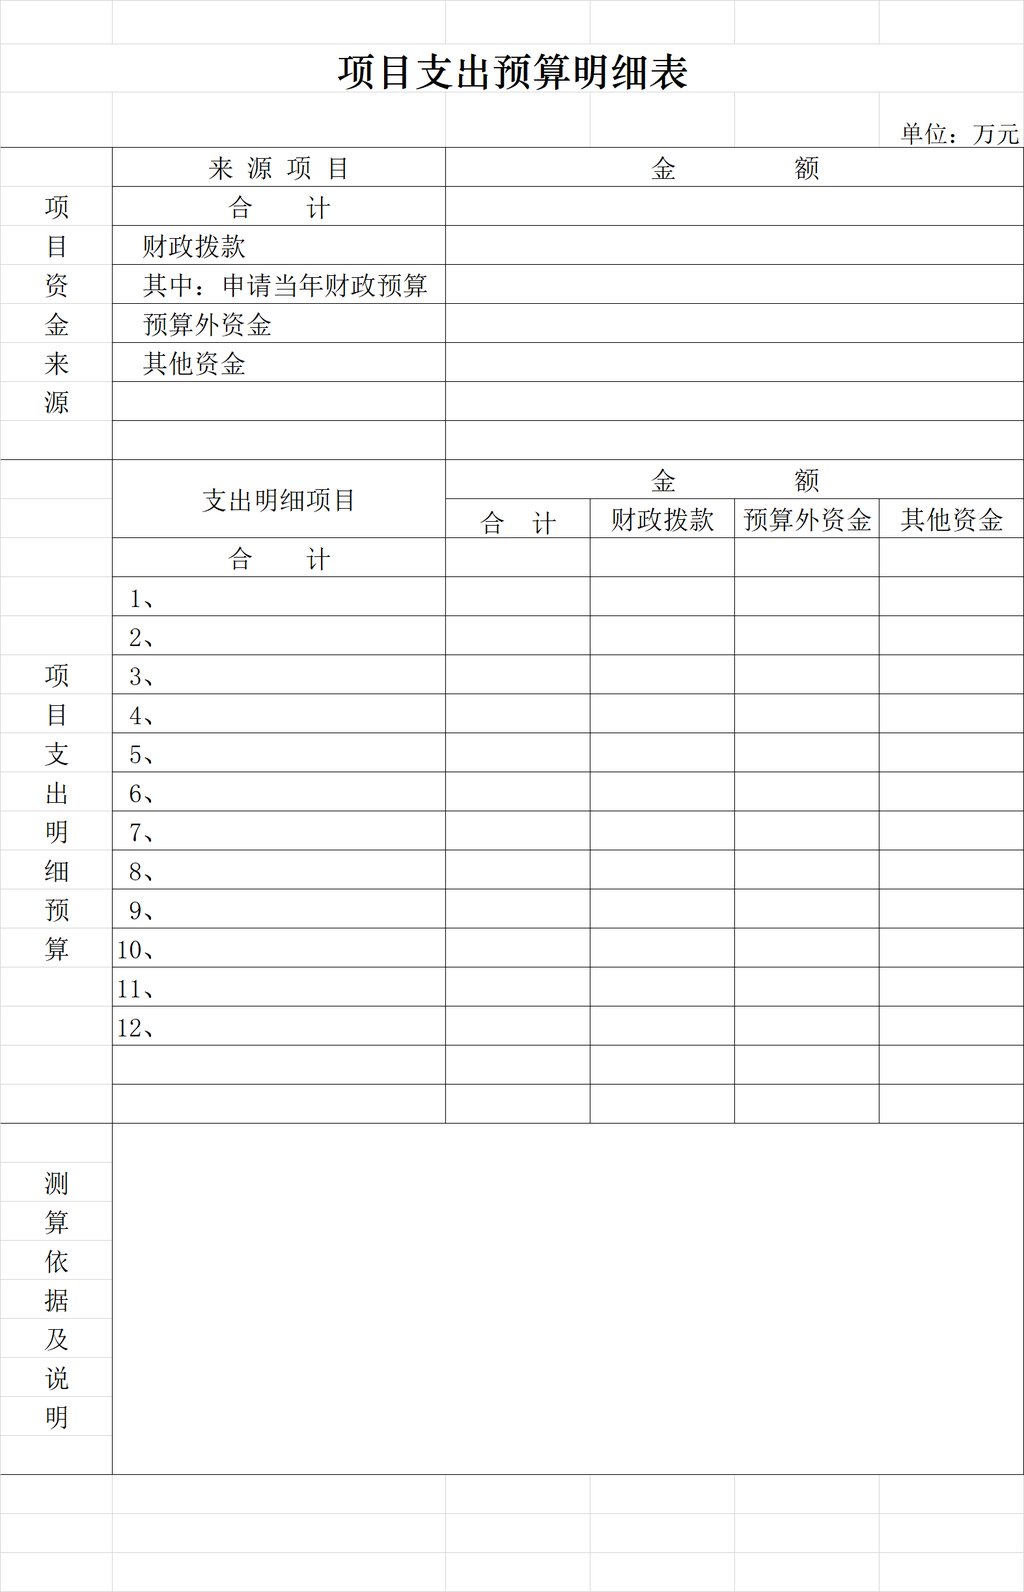 项目支出预算明细表
单位：万元
项目资金来源
来 源 项 目 金 额
合 计
财政拨款
其中：申请当年财政预算
预算外资金
其他资金
项目支出明细预算
支出明细项目 金 额
合 计 财政拨款 预算外资金 其他资金
合 计
1、
2、
3、
4、
5、
6、
7、
8、
9、
10、
11、
12、
测算依据及说明